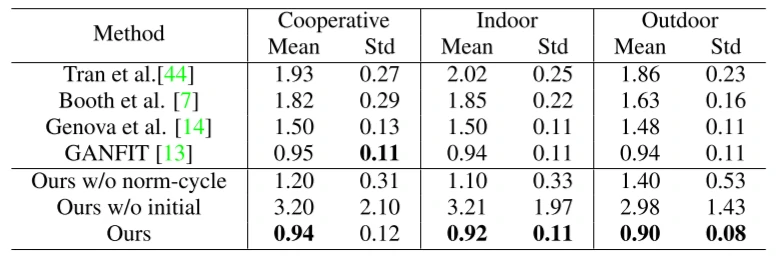 Method Cooperative Indoor Outdoor
Mean Std Mean Std Mean Std
Tran et al.[44] 1.93 0.27 2.02 0.25 1.86 0.23
Booth et al. [7] 1.82 0.29 1.85 0.22 1.63 0.16
Genova et al. [14] 1.50 0.13 1.50 0.11 1.48 0.11
GANFIT [13] 0.95 0.11 0.94 0.11 0.94 0.11
Ours w/o norm-cycle 1.20 0.31 1.10 0.33 1.40 0.53
Ours w/o initial 3.20 2.10 3.21 1.97 2.98 1.43
Ours 0.94 0.12 0.92 0.11 0.90 0.08